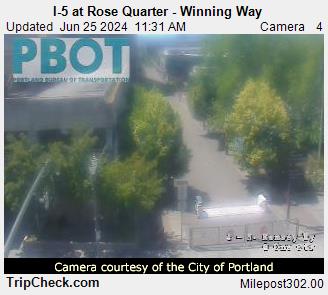 I-5 at Rose Quarter - Winning Way
Updated Jun 25 2024 11:31 AM Camera 4
PBOT
PORTLAND BUREAU OF TRANSPORTATION
Camera courtesy of the City of Portland
TripCheck.com Milepost302.00